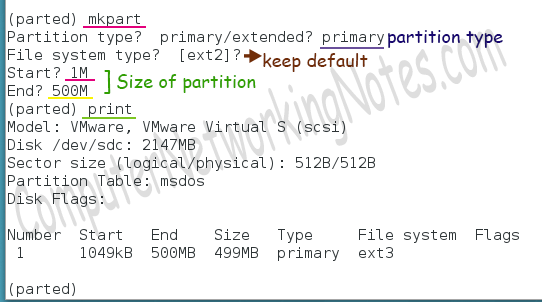 (parted) mkpart
Partition type?  primary/extended? primary partition type
File system type?  [ext2]? keep default
Start? 1M
End? 500M
Size of partition
(parted) print
Model: VMware, VMware Virtual S (scsi)
Disk /dev/sdc: 2147MB
Sector size (logical/physical): 512B/512B
Partition Table: msdos
Disk Flags:
Number  Start   End    Size   Type     File system  Flags
1      1049kB  500MB  499MB  primary  ext3
(parted)
ComputerNetworkingNotes.com